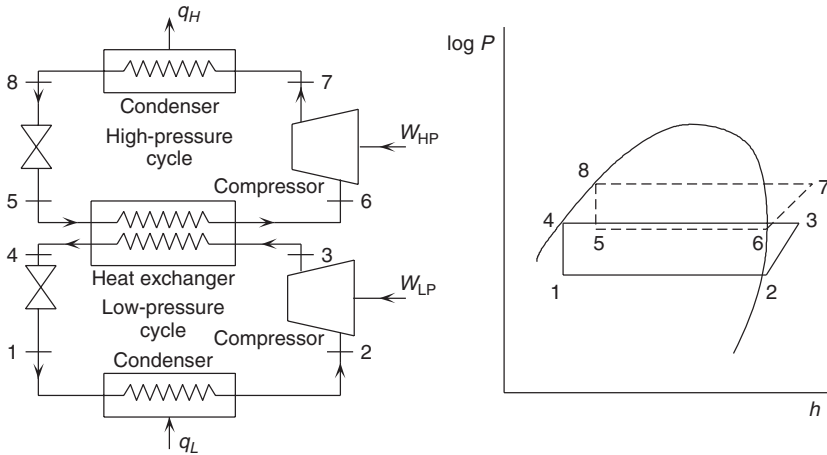 q_H
8
7
Condenser
High-pressure
cycle
W_HP
Compressor
5
6
4
3
Heat exchanger
Low-pressure
cycle
W_LP
Compressor
1
2
Condenser
q_L
log P
8
7
4
3
5
6
1
2
h